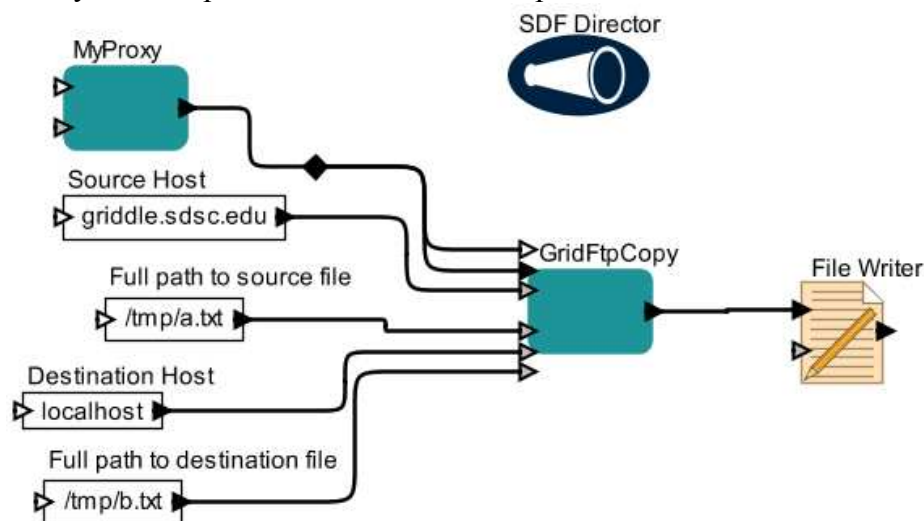 SDF Director
MyProxy
Source Host
griddle.sdsc.edu
Full path to source file
GridFtpCopy
File Writer
/tmp/a.txt
Destination Host
localhost
Full path to destination file
/tmp/b.txt